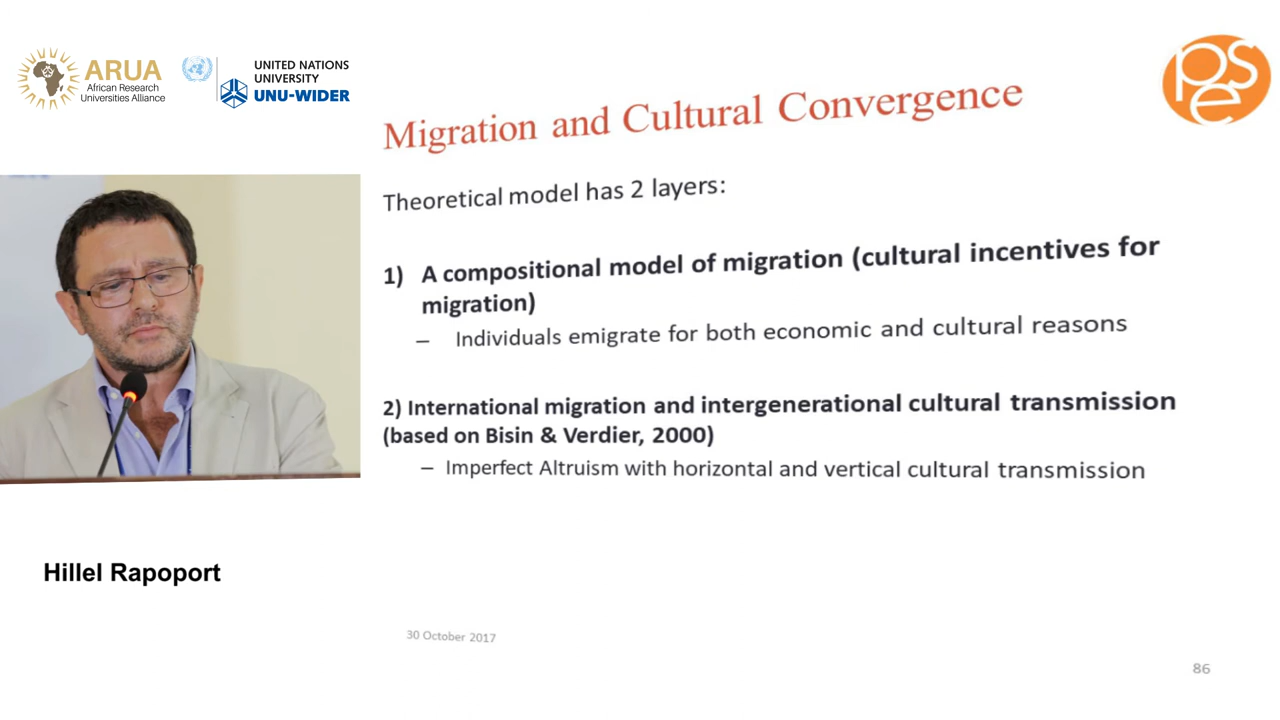 ARUA
African Research
Universities Alliance
UNITED NATIONS
UNIVERSITY
UNU-WIDER
pse
Migration and Cultural Convergence
Theoretical model has 2 layers:
1) A compositional model of migration (cultural incentives for
migration)
– Individuals emigrate for both economic and cultural reasons
2) International migration and intergenerational cultural transmission
(based on Bisin & Verdier, 2000)
– Imperfect Altruism with horizontal and vertical cultural transmission
Hillel Rapoport
30 October 2017
86